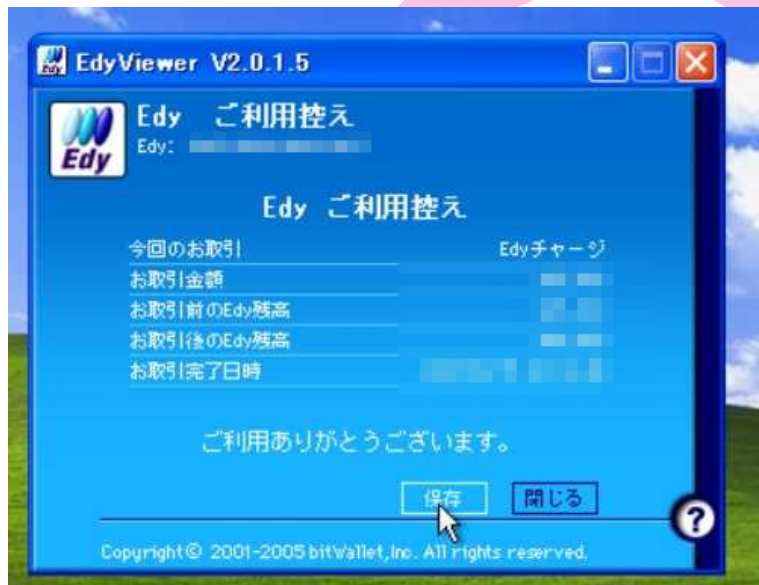 EdyViewer V2.0.1.5
Edy ご利用控え
Edy:
Edy
Edy ご利用控え
今回のお取引 Edyチャージ
お取引金額
お取引前のEdy残高
お取引後のEdy残高
お取引完了日時
ご利用ありがとうございます。
保存 閉じる
?
Copyright© 2001-2005 bitWallet,Inc. All rights reserved.